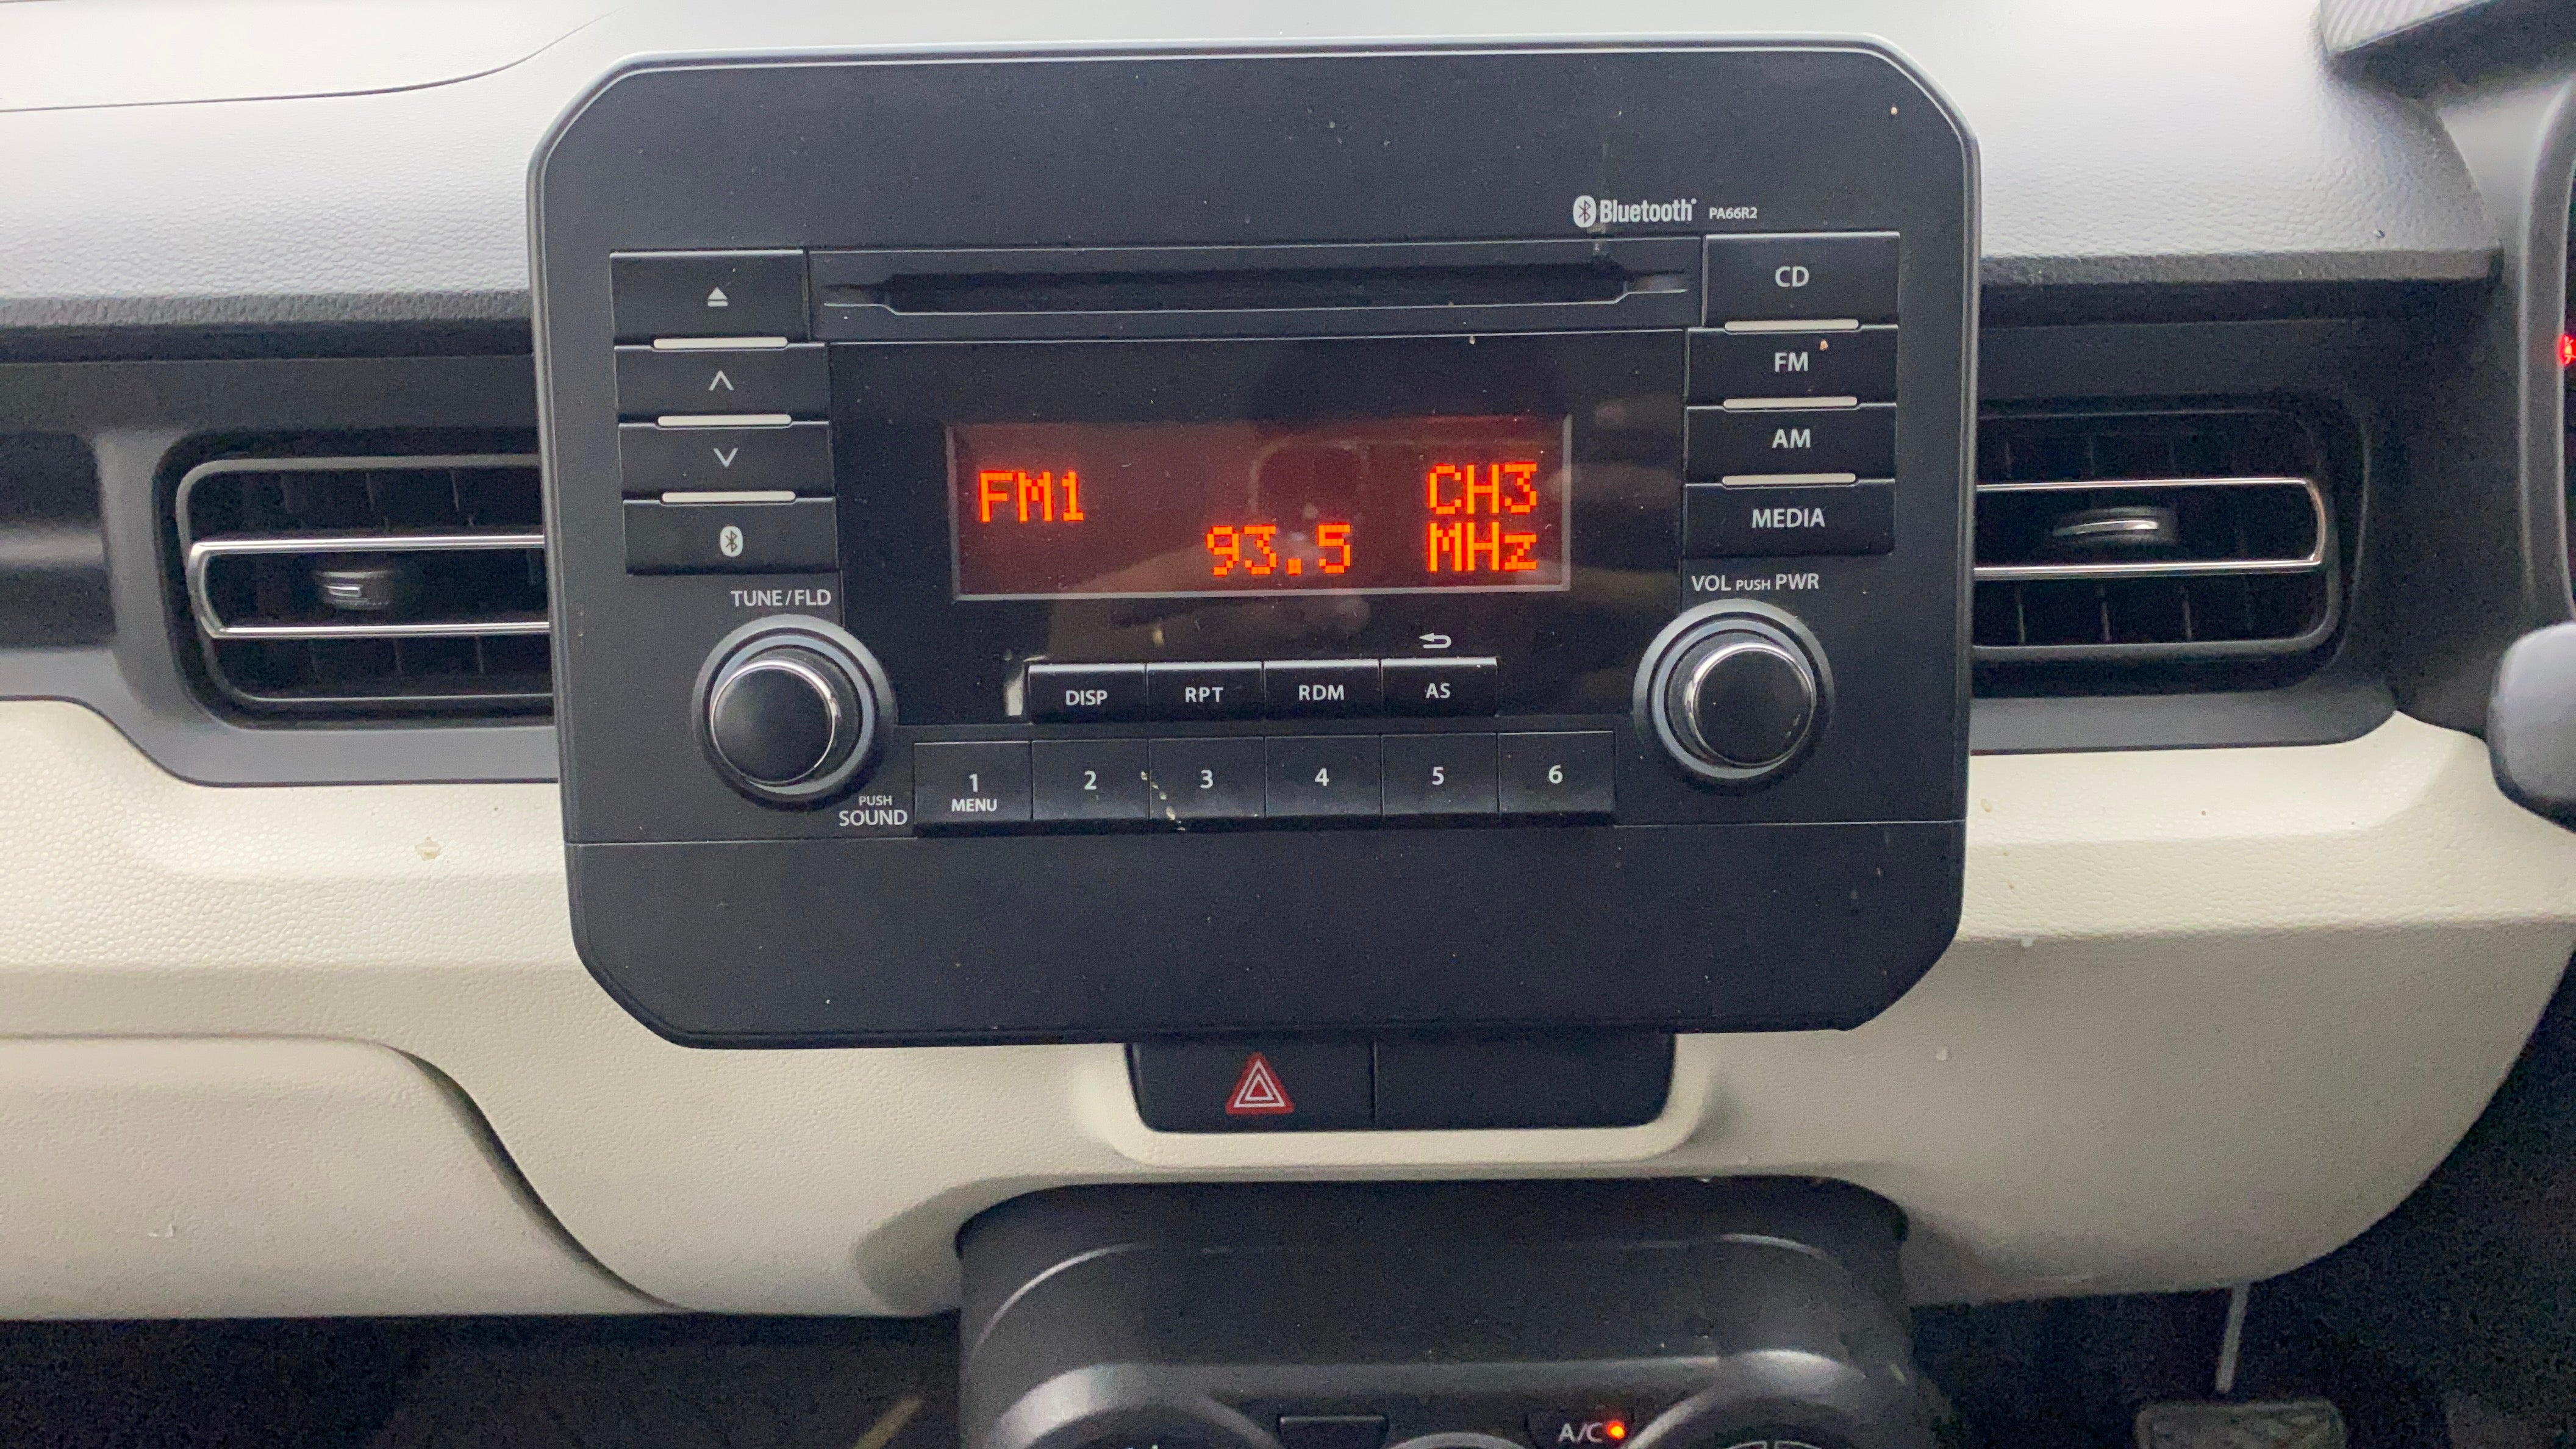 Bluetooth® PA66R2
CD
FM
AM
MEDIA
FM1 CH3
93.5 MHz
TUNE/FLD
VOL PUSH PWR
DISP RPT RDM AS
1 2 3 4 5 6
MENU
PUSH
SOUND
A/C